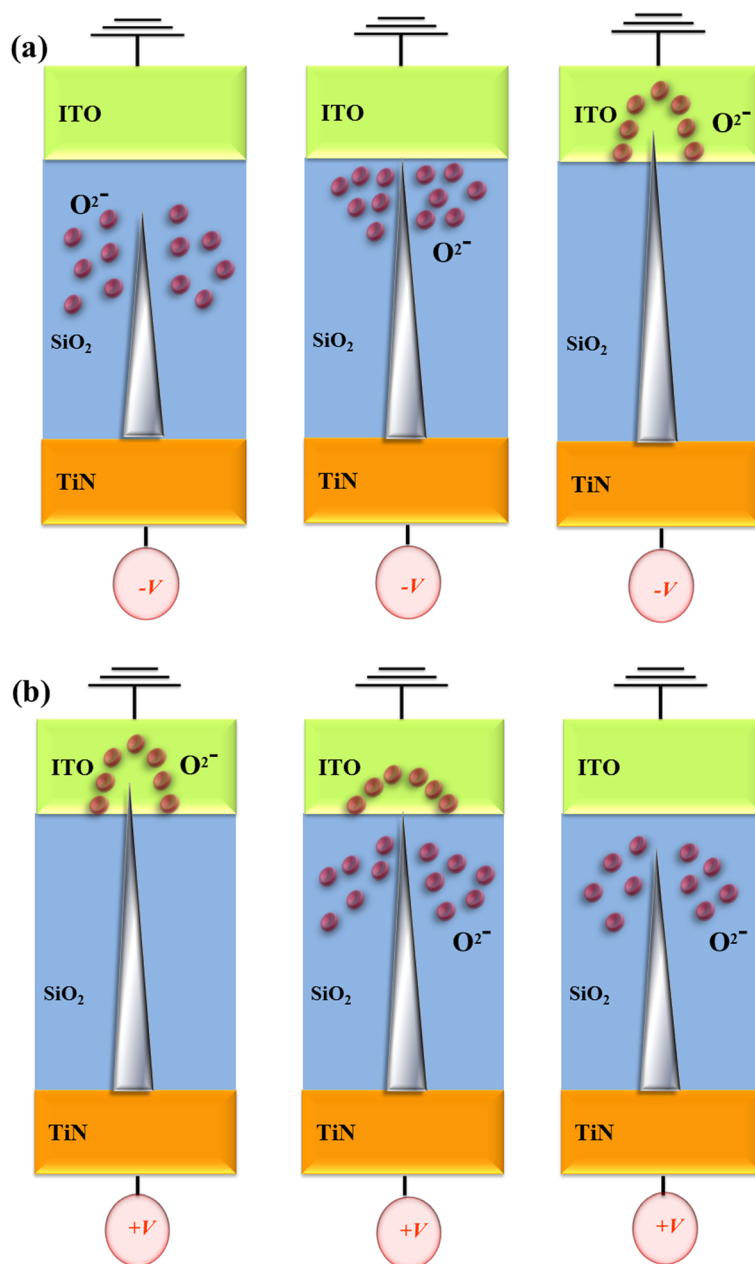 (a)
ITO
O²⁻
SiO₂
TiN
-V
ITO
O²⁻
SiO₂
TiN
-V
ITO
O²⁻
SiO₂
TiN
-V
(b)
ITO
O²⁻
SiO₂
TiN
+V
ITO
O²⁻
SiO₂
TiN
+V
ITO
O²⁻
SiO₂
TiN
+V